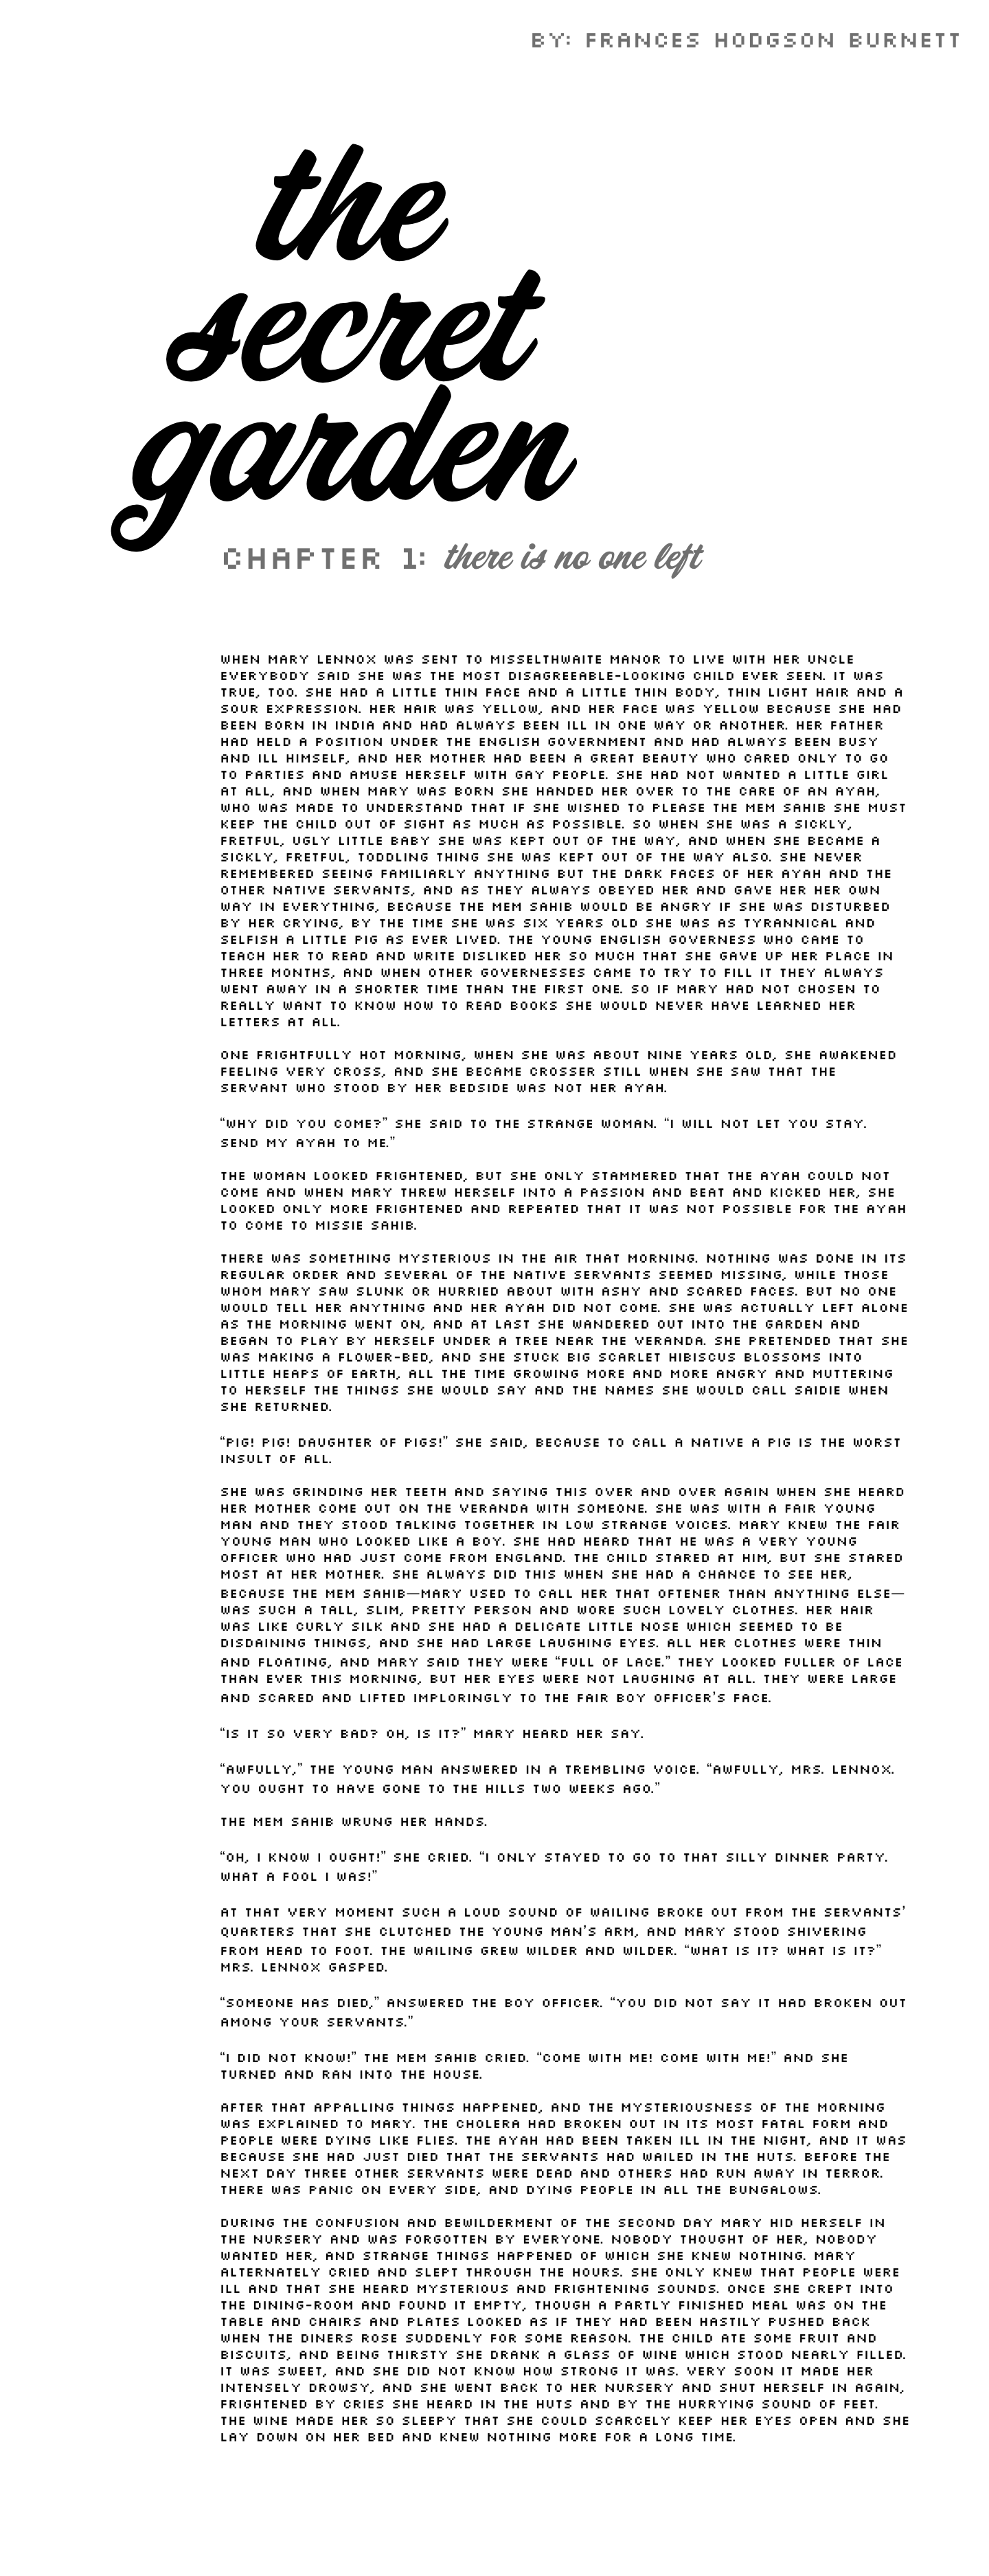 BY: FRANCES HODGSON BURNETT
the
secret
garden
CHAPTER 1: there is no one left
WHEN MARY LENNOX WAS SENT TO MISSELTHWAITE MANOR TO LIVE WITH HER UNCLE
EVERYBODY SAID SHE WAS THE MOST DISAGREEABLE-LOOKING CHILD EVER SEEN. IT WAS
TRUE, TOO. SHE HAD A LITTLE THIN FACE AND A LITTLE THIN BODY, THIN LIGHT HAIR AND A
SOUR EXPRESSION. HER HAIR WAS YELLOW, AND HER FACE WAS YELLOW BECAUSE SHE HAD
BEEN BORN IN INDIA AND HAD ALWAYS BEEN ILL IN ONE WAY OR ANOTHER. HER FATHER
HAD HELD A POSITION UNDER THE ENGLISH GOVERNMENT AND HAD ALWAYS BEEN BUSY
AND ILL HIMSELF, AND HER MOTHER HAD BEEN A GREAT BEAUTY WHO CARED ONLY TO GO
TO PARTIES AND AMUSE HERSELF WITH GAY PEOPLE. SHE HAD NOT WANTED A LITTLE GIRL
AT ALL, AND WHEN MARY WAS BORN SHE HANDED HER OVER TO THE CARE OF AN AYAH,
WHO WAS MADE TO UNDERSTAND THAT IF SHE WISHED TO PLEASE THE MEM SAHIB SHE MUST
KEEP THE CHILD OUT OF SIGHT AS MUCH AS POSSIBLE. SO WHEN SHE WAS A SICKLY,
FRETFUL, UGLY LITTLE BABY SHE WAS KEPT OUT OF THE WAY, AND WHEN SHE BECAME A
SICKLY, FRETFUL, TODDLING THING SHE WAS KEPT OUT OF THE WAY ALSO. SHE NEVER
REMEMBERED SEEING FAMILIARLY ANYTHING BUT THE DARK FACES OF HER AYAH AND THE
OTHER NATIVE SERVANTS, AND AS THEY ALWAYS OBEYED HER AND GAVE HER HER OWN
WAY IN EVERYTHING, BECAUSE THE MEM SAHIB WOULD BE ANGRY IF SHE WAS DISTURBED
BY HER CRYING, BY THE TIME SHE WAS SIX YEARS OLD SHE WAS AS TYRANNICAL AND
SELFISH A LITTLE PIG AS EVER LIVED. THE YOUNG ENGLISH GOVERNESS WHO CAME TO
TEACH HER TO READ AND WRITE DISLIKED HER SO MUCH THAT SHE GAVE UP HER PLACE IN
THREE MONTHS, AND WHEN OTHER GOVERNESSES CAME TO TRY TO FILL IT THEY ALWAYS
WENT AWAY IN A SHORTER TIME THAN THE FIRST ONE. SO IF MARY HAD NOT CHOSEN TO
REALLY WANT TO KNOW HOW TO READ BOOKS SHE WOULD NEVER HAVE LEARNED HER
LETTERS AT ALL.
ONE FRIGHTFULLY HOT MORNING, WHEN SHE WAS ABOUT NINE YEARS OLD, SHE AWAKENED
FEELING VERY CROSS, AND SHE BECAME CROSSER STILL WHEN SHE SAW THAT THE
SERVANT WHO STOOD BY HER BEDSIDE WAS NOT HER AYAH.
“WHY DID YOU COME?” SHE SAID TO THE STRANGE WOMAN. “I WILL NOT LET YOU STAY.
SEND MY AYAH TO ME.”
THE WOMAN LOOKED FRIGHTENED, BUT SHE ONLY STAMMERED THAT THE AYAH COULD NOT
COME AND WHEN MARY THREW HERSELF INTO A PASSION AND BEAT AND KICKED HER, SHE
LOOKED ONLY MORE FRIGHTENED AND REPEATED THAT IT WAS NOT POSSIBLE FOR THE AYAH
TO COME TO MISSIE SAHIB.
THERE WAS SOMETHING MYSTERIOUS IN THE AIR THAT MORNING. NOTHING WAS DONE IN ITS
REGULAR ORDER AND SEVERAL OF THE NATIVE SERVANTS SEEMED MISSING, WHILE THOSE
WHOM MARY SAW SLUNK OR HURRIED ABOUT WITH ASHY AND SCARED FACES. BUT NO ONE
WOULD TELL HER ANYTHING AND HER AYAH DID NOT COME. SHE WAS ACTUALLY LEFT ALONE
AS THE MORNING WENT ON, AND AT LAST SHE WANDERED OUT INTO THE GARDEN AND
BEGAN TO PLAY BY HERSELF UNDER A TREE NEAR THE VERANDA. SHE PRETENDED THAT SHE
WAS MAKING A FLOWER-BED, AND SHE STUCK BIG SCARLET HIBISCUS BLOSSOMS INTO
LITTLE HEAPS OF EARTH, ALL THE TIME GROWING MORE AND MORE ANGRY AND MUTTERING
TO HERSELF THE THINGS SHE WOULD SAY AND THE NAMES SHE WOULD CALL SAIDIE WHEN
SHE RETURNED.
“PIG! PIG! DAUGHTER OF PIGS!” SHE SAID, BECAUSE TO CALL A NATIVE A PIG IS THE WORST
INSULT OF ALL.
SHE WAS GRINDING HER TEETH AND SAYING THIS OVER AND OVER AGAIN WHEN SHE HEARD
HER MOTHER COME OUT ON THE VERANDA WITH SOMEONE. SHE WAS WITH A FAIR YOUNG
MAN AND THEY STOOD TALKING TOGETHER IN LOW STRANGE VOICES. MARY KNEW THE FAIR
YOUNG MAN WHO LOOKED LIKE A BOY. SHE HAD HEARD THAT HE WAS A VERY YOUNG
OFFICER WHO HAD JUST COME FROM ENGLAND. THE CHILD STARED AT HIM, BUT SHE STARED
MOST AT HER MOTHER. SHE ALWAYS DID THIS WHEN SHE HAD A CHANCE TO SEE HER,
BECAUSE THE MEM SAHIB—MARY USED TO CALL HER THAT OFTENER THAN ANYTHING ELSE—
WAS SUCH A TALL, SLIM, PRETTY PERSON AND WORE SUCH LOVELY CLOTHES. HER HAIR
WAS LIKE CURLY SILK AND SHE HAD A DELICATE LITTLE NOSE WHICH SEEMED TO BE
DISDAINING THINGS, AND SHE HAD LARGE LAUGHING EYES. ALL HER CLOTHES WERE THIN
AND FLOATING, AND MARY SAID THEY WERE “FULL OF LACE.” THEY LOOKED FULLER OF LACE
THAN EVER THIS MORNING, BUT HER EYES WERE NOT LAUGHING AT ALL. THEY WERE LARGE
AND SCARED AND LIFTED IMPLORINGLY TO THE FAIR BOY OFFICER’S FACE.
“IS IT SO VERY BAD? OH, IS IT?” MARY HEARD HER SAY.
“AWFULLY,” THE YOUNG MAN ANSWERED IN A TREMBLING VOICE. “AWFULLY, MRS. LENNOX.
YOU OUGHT TO HAVE GONE TO THE HILLS TWO WEEKS AGO.”
THE MEM SAHIB WRUNG HER HANDS.
“OH, I KNOW I OUGHT!” SHE CRIED. “I ONLY STAYED TO GO TO THAT SILLY DINNER PARTY.
WHAT A FOOL I WAS!”
AT THAT VERY MOMENT SUCH A LOUD SOUND OF WAILING BROKE OUT FROM THE SERVANTS’
QUARTERS THAT SHE CLUTCHED THE YOUNG MAN’S ARM, AND MARY STOOD SHIVERING
FROM HEAD TO FOOT. THE WAILING GREW WILDER AND WILDER. “WHAT IS IT? WHAT IS IT?”
MRS. LENNOX GASPED.
“SOMEONE HAS DIED,” ANSWERED THE BOY OFFICER. “YOU DID NOT SAY IT HAD BROKEN OUT
AMONG YOUR SERVANTS.”
“I DID NOT KNOW!” THE MEM SAHIB CRIED. “COME WITH ME! COME WITH ME!” AND SHE
TURNED AND RAN INTO THE HOUSE.
AFTER THAT APPALLING THINGS HAPPENED, AND THE MYSTERIOUSNESS OF THE MORNING
WAS EXPLAINED TO MARY. THE CHOLERA HAD BROKEN OUT IN ITS MOST FATAL FORM AND
PEOPLE WERE DYING LIKE FLIES. THE AYAH HAD BEEN TAKEN ILL IN THE NIGHT, AND IT WAS
BECAUSE SHE HAD JUST DIED THAT THE SERVANTS HAD WAILED IN THE HUTS. BEFORE THE
NEXT DAY THREE OTHER SERVANTS WERE DEAD AND OTHERS HAD RUN AWAY IN TERROR.
THERE WAS PANIC ON EVERY SIDE, AND DYING PEOPLE IN ALL THE BUNGALOWS.
DURING THE CONFUSION AND BEWILDERMENT OF THE SECOND DAY MARY HID HERSELF IN
THE NURSERY AND WAS FORGOTTEN BY EVERYONE. NOBODY THOUGHT OF HER, NOBODY
WANTED HER, AND STRANGE THINGS HAPPENED OF WHICH SHE KNEW NOTHING. MARY
ALTERNATELY CRIED AND SLEPT THROUGH THE HOURS. SHE ONLY KNEW THAT PEOPLE WERE
ILL AND THAT SHE HEARD MYSTERIOUS AND FRIGHTENING SOUNDS. ONCE SHE CREPT INTO
THE DINING-ROOM AND FOUND IT EMPTY, THOUGH A PARTLY FINISHED MEAL WAS ON THE
TABLE AND CHAIRS AND PLATES LOOKED AS IF THEY HAD BEEN HASTILY PUSHED BACK
WHEN THE DINERS ROSE SUDDENLY FOR SOME REASON. THE CHILD ATE SOME FRUIT AND
BISCUITS, AND BEING THIRSTY SHE DRANK A GLASS OF WINE WHICH STOOD NEARLY FILLED.
IT WAS SWEET, AND SHE DID NOT KNOW HOW STRONG IT WAS. VERY SOON IT MADE HER
INTENSELY DROWSY, AND SHE WENT BACK TO HER NURSERY AND SHUT HERSELF IN AGAIN,
FRIGHTENED BY CRIES SHE HEARD IN THE HUTS AND BY THE HURRYING SOUND OF FEET.
THE WINE MADE HER SO SLEEPY THAT SHE COULD SCARCELY KEEP HER EYES OPEN AND SHE
LAY DOWN ON HER BED AND KNEW NOTHING MORE FOR A LONG TIME.